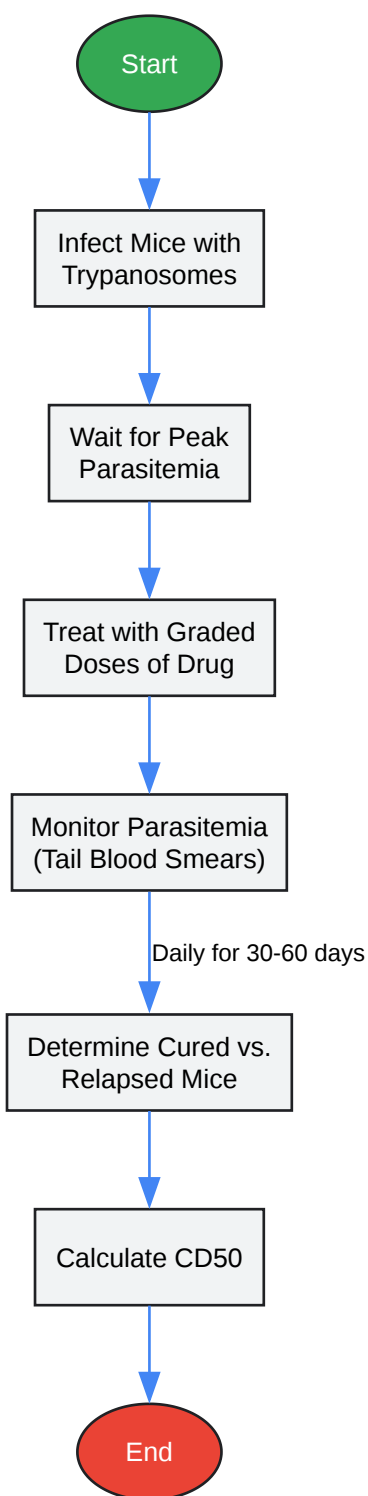 Start
Infect Mice with
Trypanosomes
Wait for Peak
Parasitemia
Treat with Graded
Doses of Drug
Monitor Parasitemia
(Tail Blood Smears)
Daily for 30-60 days
Determine Cured vs.
Relapsed Mice
Calculate CD50
End